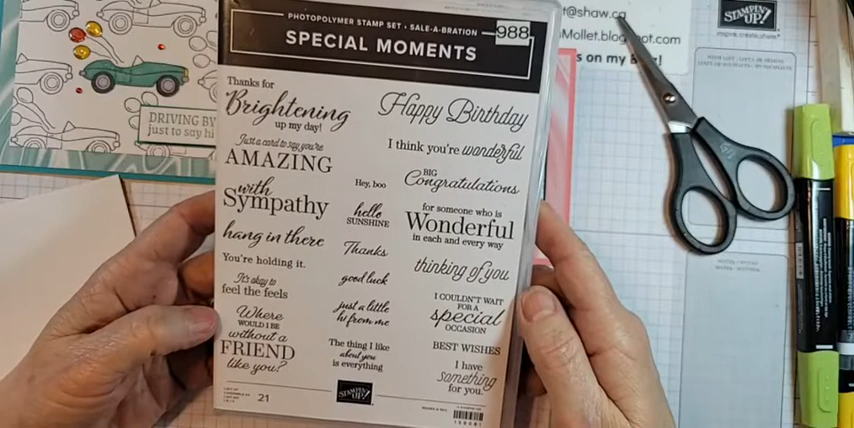 PHOTOPOLYMER STAMP SET • SALE-A-BRATION
988
SPECIAL MOMENTS
Thanks for
Brightening
up my day!
Just a card to say you're
AMAZING
with
Sympathy
hang in there
You're holding it.
It's okay to
feel the feels
Where
WOULD I BE
without a
FRIEND
like you?
Hey, boo
hello
SUNSHINE
Thanks
good luck
just a little
hi from me
The thing I like
about you
is everything
Happy Birthday
I think you're wonderful
BIG
Congratulations
for someone who is
Wonderful
in each and every way
thinking of you
I COULDN'T WAIT
FOR A
special
OCCASION
BEST WISHES
I have
something
for you.
21
STAMPIN' UP!
DRIVING BY
just to say hi
t@shaw.ca
Mollet.blogspot.com
s on my
STAMPIN' UP!
inspire.create.share.